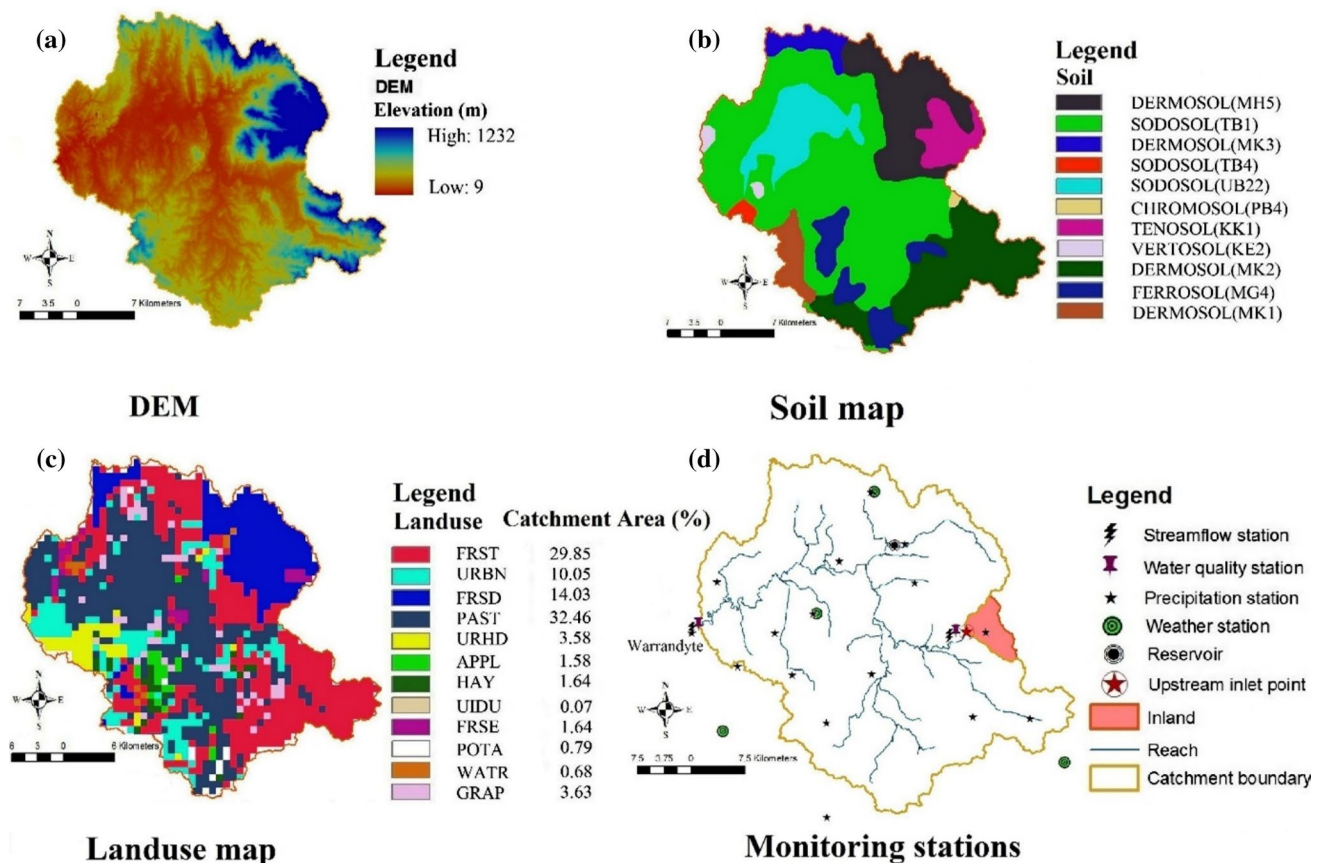 (a)
Legend
DEM
Elevation (m)
High: 1232
Low: 9
N
W E
S
7 3.5 0 7 Kilometers
DEM
(b)
Legend
Soil
DERMOSOL(MH5)
SODOSOL(TB1)
DERMOSOL(MK3)
SODOSOL(TB4)
SODOSOL(UB22)
CHROMOSOL(PB4)
TENOSOL(KK1)
VERTOSOL(KE2)
DERMOSOL(MK2)
FERROSOL(MG4)
DERMOSOL(MK1)
N
W E
S
7 3.5 0 7 Kilometers
Soil map
(c)
Legend
Landuse Catchment Area (%)
FRST 29.85
URBN 10.05
FRSD 14.03
PAST 32.46
URHD 3.58
APPL 1.58
HAY 1.64
UIDU 0.07
FRSE 1.64
POTA 0.79
WATR 0.68
GRAP 3.63
N
W E
S
6 3 0 6 Kilometers
Landuse map
(d)
Legend
Streamflow station
Water quality station
Precipitation station
Weather station
Reservoir
Upstream inlet point
Inland
Reach
Catchment boundary
Warrandyte
N
W E
S
7.5 3.75 0 7.5 Kilometers
Monitoring stations